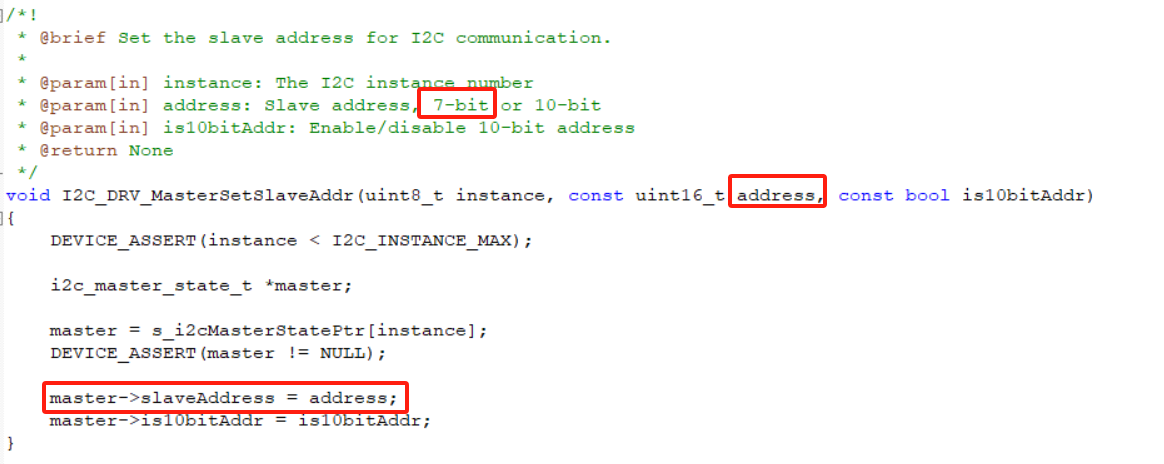 /*!
 * @brief Set the slave address for I2C communication.
 *
 * @param[in] instance: The I2C instance number
 * @param[in] address: Slave address, 7-bit or 10-bit
 * @param[in] is10bitAddr: Enable/disable 10-bit address
 * @return None
 */
void I2C_DRV_MasterSetSlaveAddr(uint8_t instance, const uint16_t address, const bool is10bitAddr)
{
    DEVICE_ASSERT(instance < I2C_INSTANCE_MAX);
    i2c_master_state_t *master;
    master = s_i2cMasterStatePtr[instance];
    DEVICE_ASSERT(master != NULL);
    master->slaveAddress = address;
    master->is10bitAddr = is10bitAddr;
}